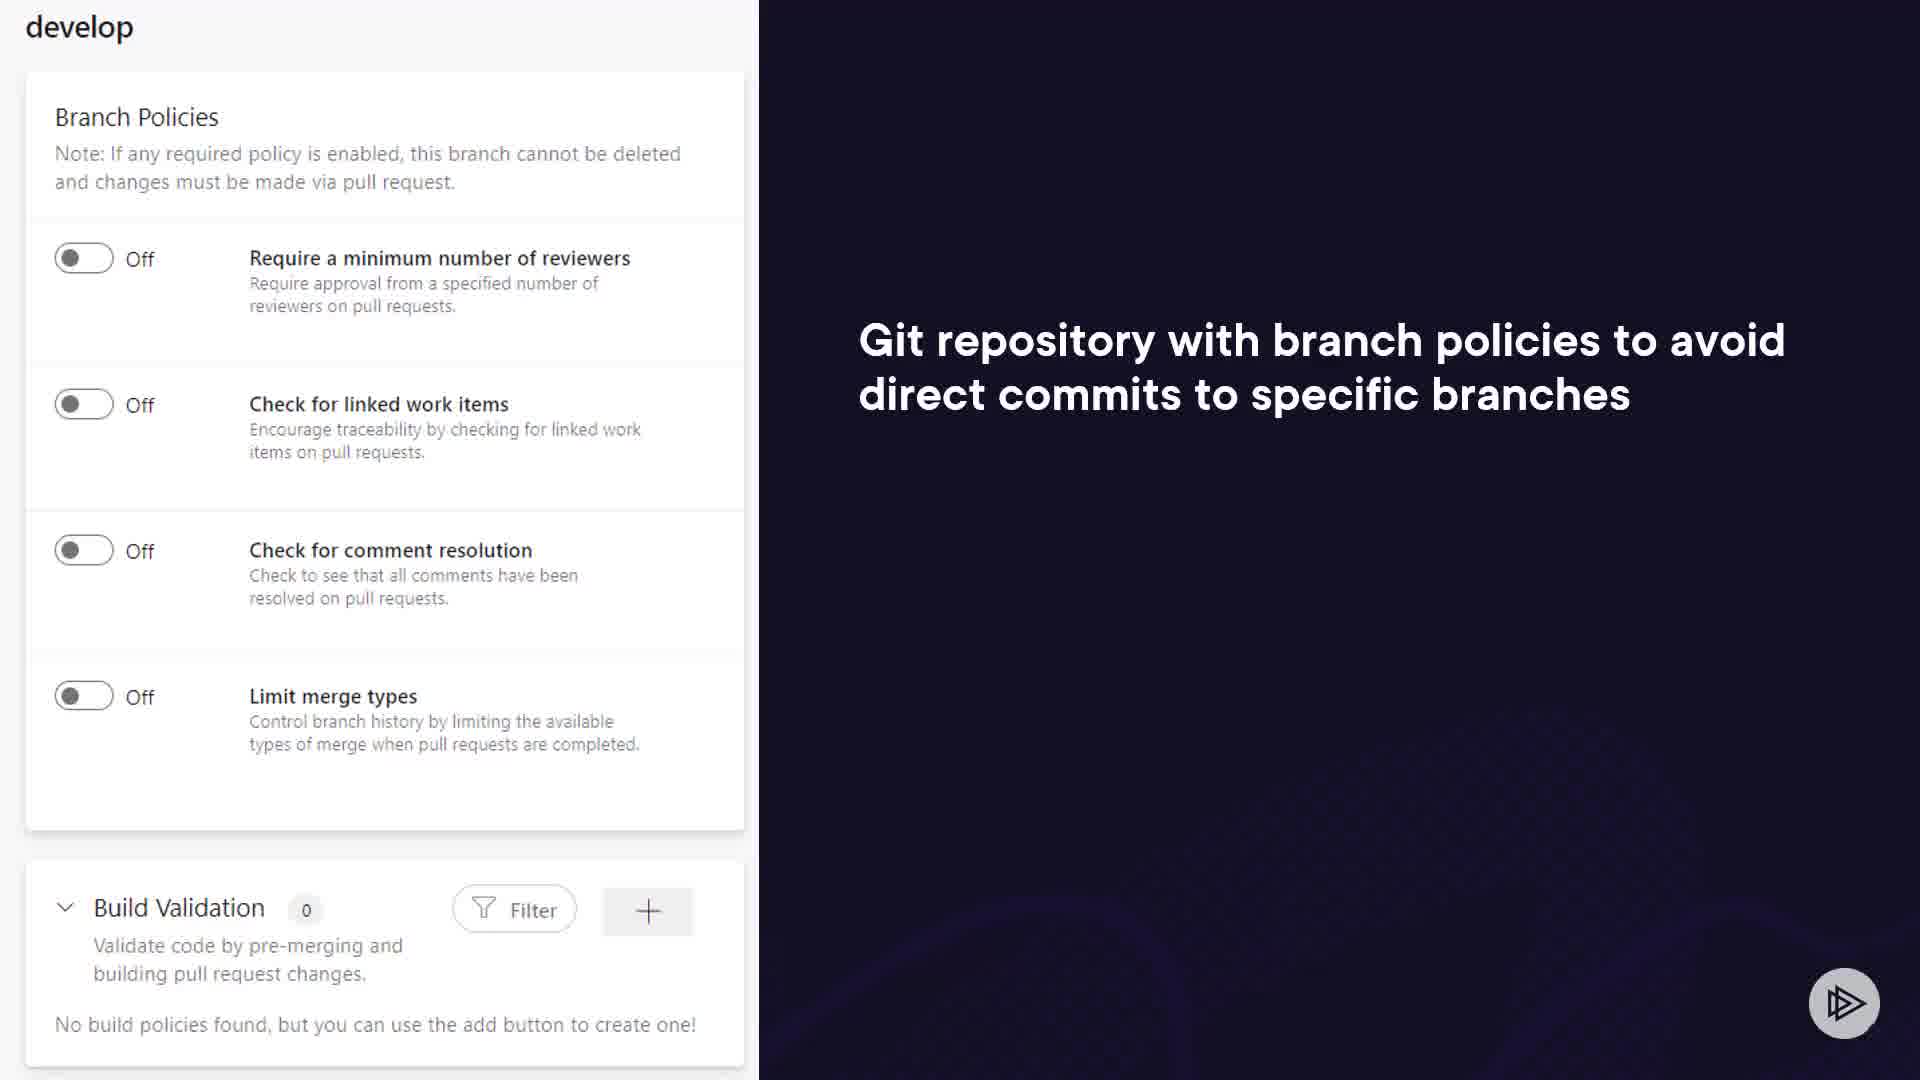 develop
Branch Policies
Note: If any required policy is enabled, this branch cannot be deleted
and changes must be made via pull request.
Off
Require a minimum number of reviewers
Require approval from a specified number of
reviewers on pull requests.
Off
Check for linked work items
Encourage traceability by checking for linked work
items on pull requests.
Off
Check for comment resolution
Check to see that all comments have been
resolved on pull requests.
Off
Limit merge types
Control branch history by limiting the available
types of merge when pull requests are completed.
Build Validation 0
Filter
Validate code by pre-merging and
building pull request changes.
No build policies found, but you can use the add button to create one!
Git repository with branch policies to avoid
direct commits to specific branches